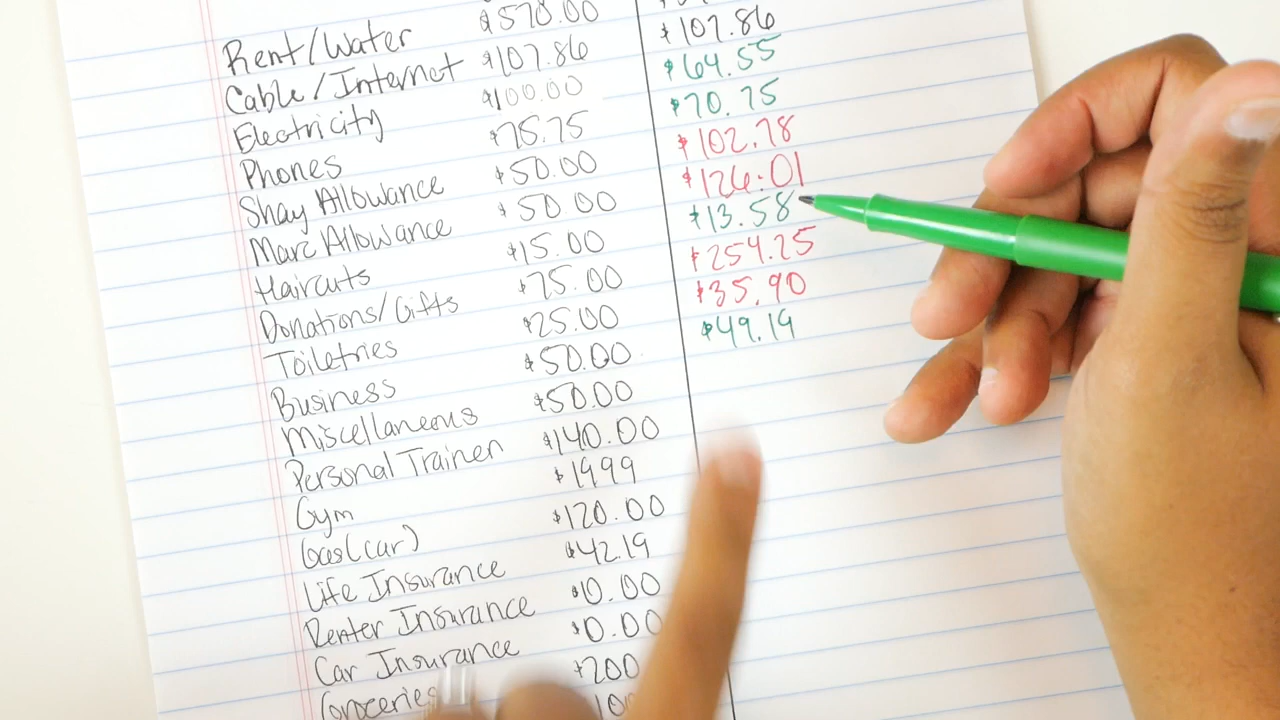 Rent/Water $570.00
Cable/Internet $107.86 $107.86
Electricity $100.00 $64.55
Phones $75.75 $70.75
Shay Allowance $50.00 $102.78
Marc Allowance $50.00 $126.01
Haircuts $15.00 $13.58
Donations/Gifts $75.00 $254.25
Toiletries $25.00 $35.90
Business $50.00 $49.19
Miscellaneous $50.00
Personal Trainer $140.00
Gym $1999
Gas(car) $120.00
Life Insurance $42.19
Renter Insurance $0.00
Car Insurance $0.00
Groceries $200